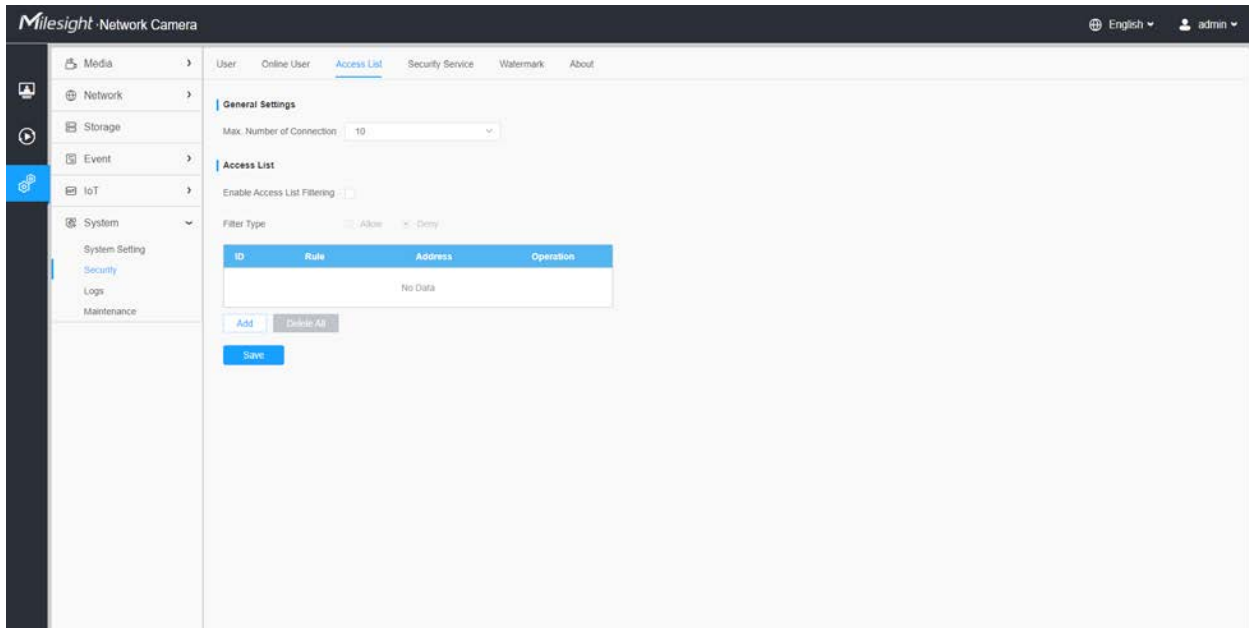 Milesight·Network Camera
English
admin
Media
Network
Storage
Event
IoT
System
System Setting
Security
Logs
Maintenance
User Online User Access List Security Service Watermark About
General Settings
Max. Number of Connection 10
Access List
Enable Access List Filtering
Filter Type Allow Deny
ID Rule Address Operation
No Data
Add Delete All
Save